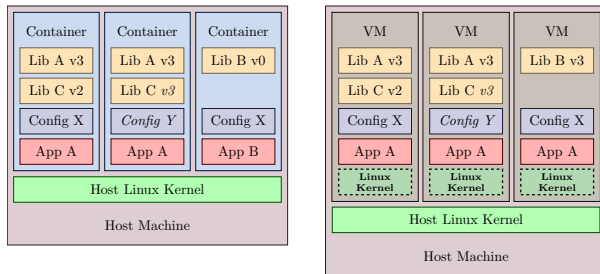 Container
Lib A v3
Lib C v2
Config X
App A
Container
Lib A v3
Lib C v3
Config Y
App A
Container
Lib B v0
Config X
App B
Host Linux Kernel
Host Machine
VM
Lib A v3
Lib C v2
Config X
App A
Linux
Kernel
VM
Lib A v3
Lib C v3
Config Y
App A
Linux
Kernel
VM
Lib B v3
Config X
App A
Linux
Kernel
Host Linux Kernel
Host Machine